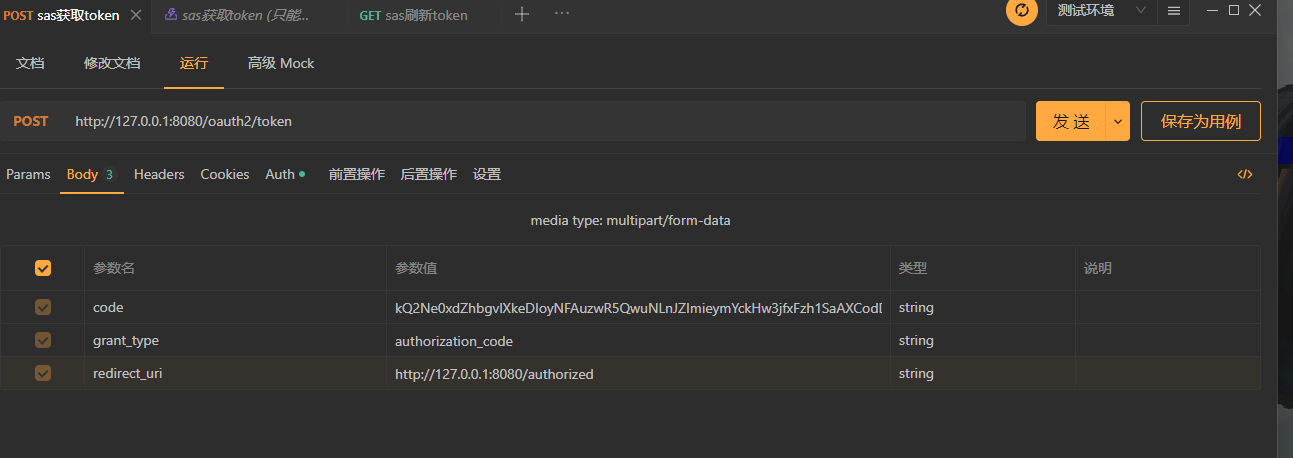 POST sas获取token sas获取token (只能... GET sas刷新token 测试环境
文档 修改文档 运行 高级 Mock
POST http://127.0.0.1:8080/oauth2/token 发 送 保存为用例
Params Body 3 Headers Cookies Auth 前置操作 后置操作 设置
media type: multipart/form-data
参数名 参数值 类型 说明
code string
grant_type authorization_code string
redirect_uri http://127.0.0.1:8080/authorized string